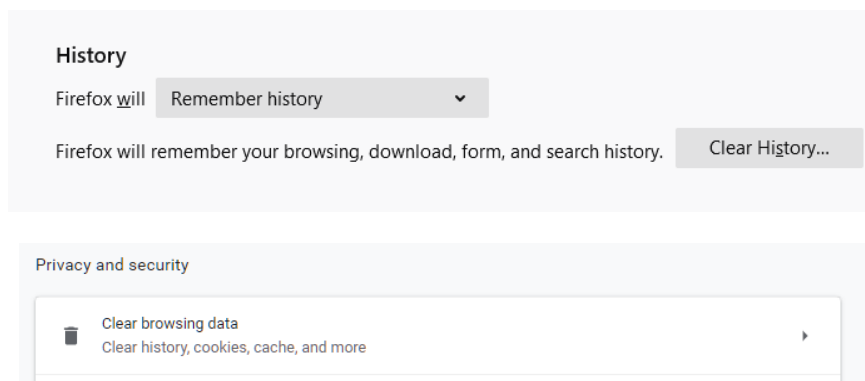 History
Firefox will Remember history
Firefox will remember your browsing, download, form, and search history. Clear History...
Privacy and security
Clear browsing data
Clear history, cookies, cache, and more